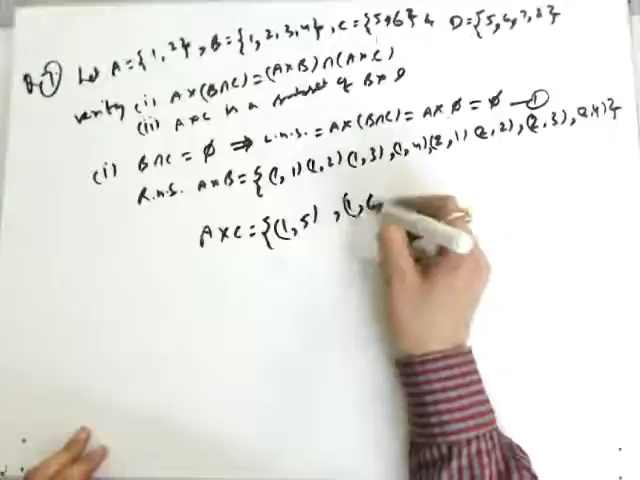 Q. ① Let A = {1, 2}, B = {1, 2, 3, 4}, C = {5, 6} & D = {5, 6, 7, 8}
verify (i) A×(B∩C) = (A×B)∩(A×C)
(ii) A×C is a subset of B×D
(i) B∩C = ∅ ⇒ L.H.S. = A×(B∩C) = A×∅ = ∅ —①
R.H.S. A×B = {(1, 1) (1, 2) (1, 3), (1, 4) (2, 1) (2, 2), (2, 3), (2, 4)}
A×C = {(1, 5), (1, 6,